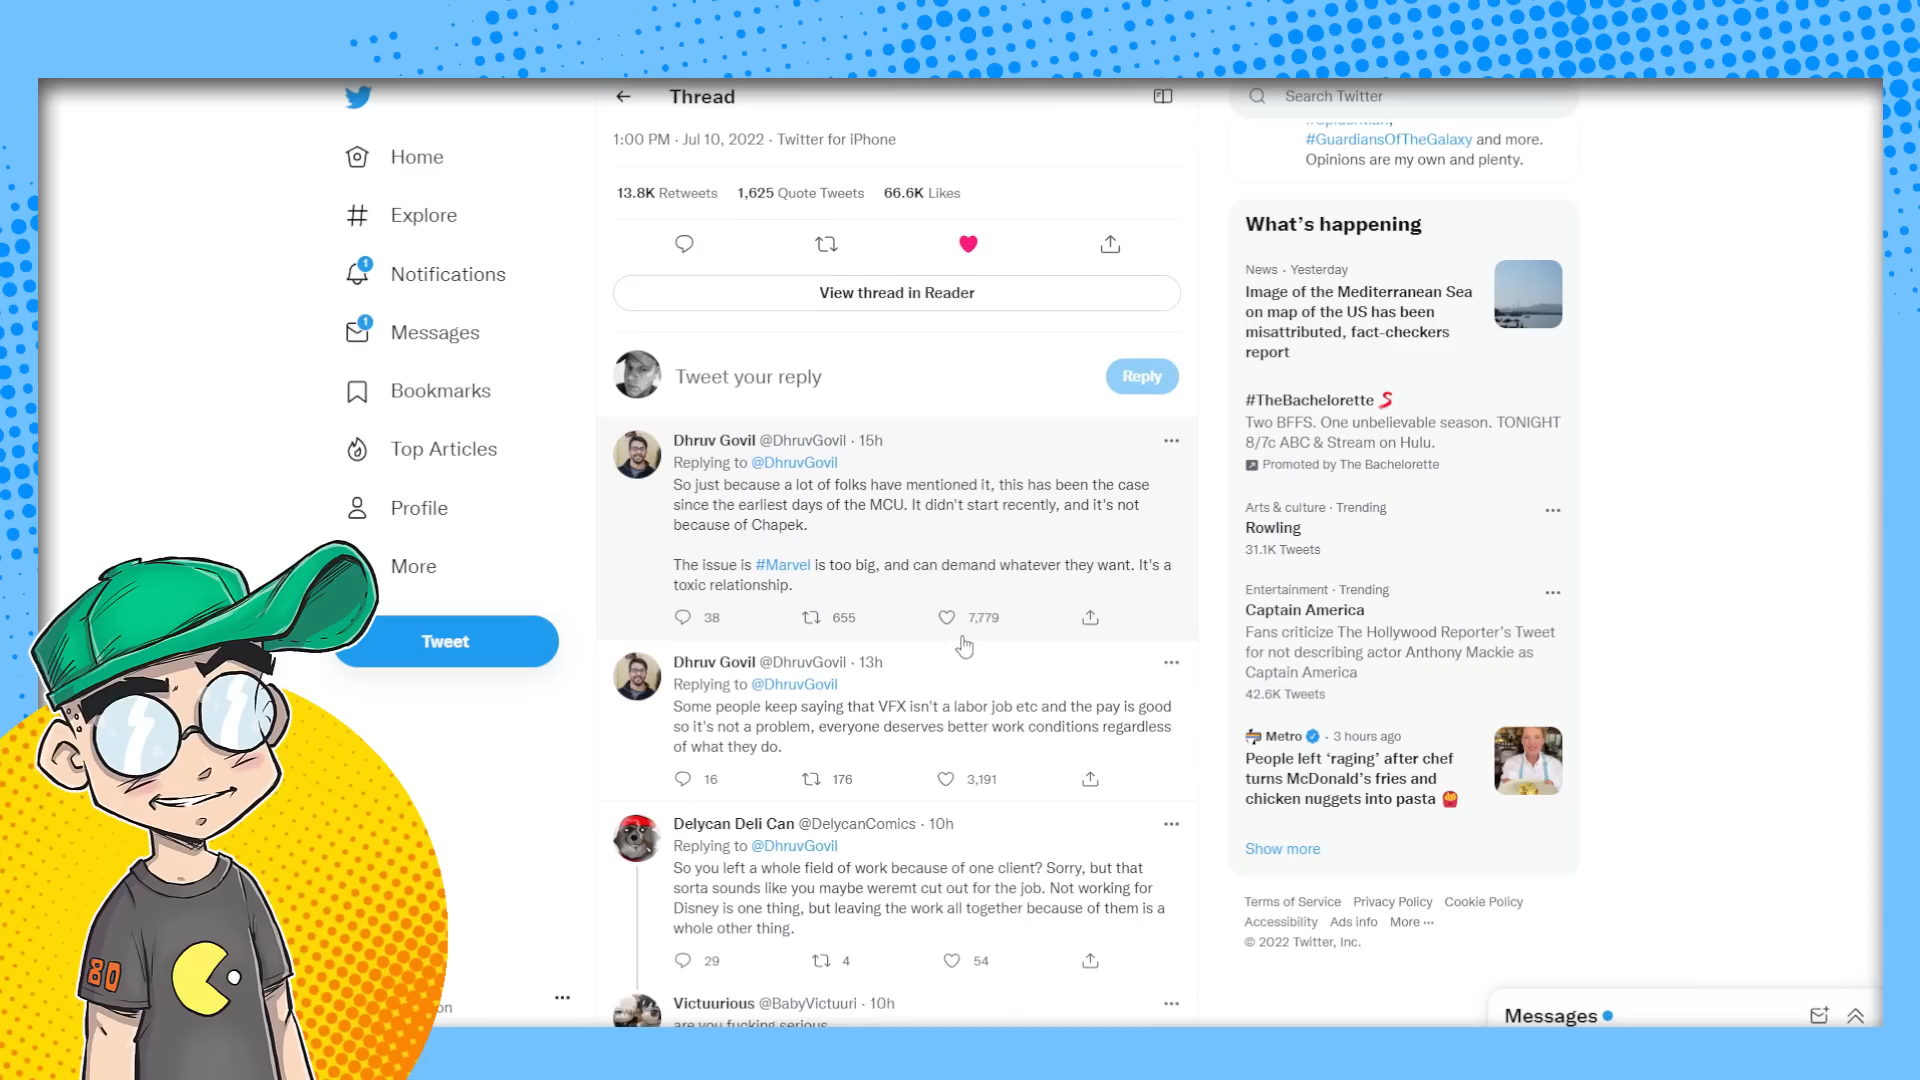 Thread
Search Twitter
1:00 PM · Jul 10, 2022 · Twitter for iPhone
#GuardiansOfTheGalaxy and more.
Opinions are my own and plenty.
Home
Explore
Notifications
1
Messages
1
Bookmarks
Top Articles
Profile
More
Tweet
13.8K Retweets 1,625 Quote Tweets 66.6K Likes
View thread in Reader
Tweet your reply
Reply
Dhruv Govil @DhruvGovil · 15h
Replying to @DhruvGovil
So just because a lot of folks have mentioned it, this has been the case
since the earliest days of the MCU. It didn't start recently, and it's not
because of Chapek.
The issue is #Marvel is too big, and can demand whatever they want. It's a
toxic relationship.
38 655 7,779
Dhruv Govil @DhruvGovil · 13h
Replying to @DhruvGovil
Some people keep saying that VFX isn't a labor job etc and the pay is good
so it's not a problem, everyone deserves better work conditions regardless
of what they do.
16 176 3,191
Delycan Deli Can @DelycanComics · 10h
Replying to @DhruvGovil
So you left a whole field of work because of one client? Sorry, but that
sorta sounds like you maybe weremt cut out for the job. Not working for
Disney is one thing, but leaving the work all together because of them is a
whole other thing.
29 4 54
Victuurious @BabyVictuuri · 10h
are you fucking serious
What's happening
News · Yesterday
Image of the Mediterranean Sea
on map of the US has been
misattributed, fact-checkers
report
#TheBachelorette
Two BFFS. One unbelievable season. TONIGHT
8/7c ABC & Stream on Hulu.
Promoted by The Bachelorette
Arts & culture · Trending
Rowling
31.1K Tweets
Entertainment · Trending
Captain America
Fans criticize The Hollywood Reporter's Tweet
for not describing actor Anthony Mackie as
Captain America
42.6K Tweets
Metro · 3 hours ago
People left ‘raging’ after chef
turns McDonald’s fries and
chicken nuggets into pasta
Show more
Terms of Service Privacy Policy Cookie Policy
Accessibility Ads info More ···
© 2022 Twitter, Inc.
Messages
80
on